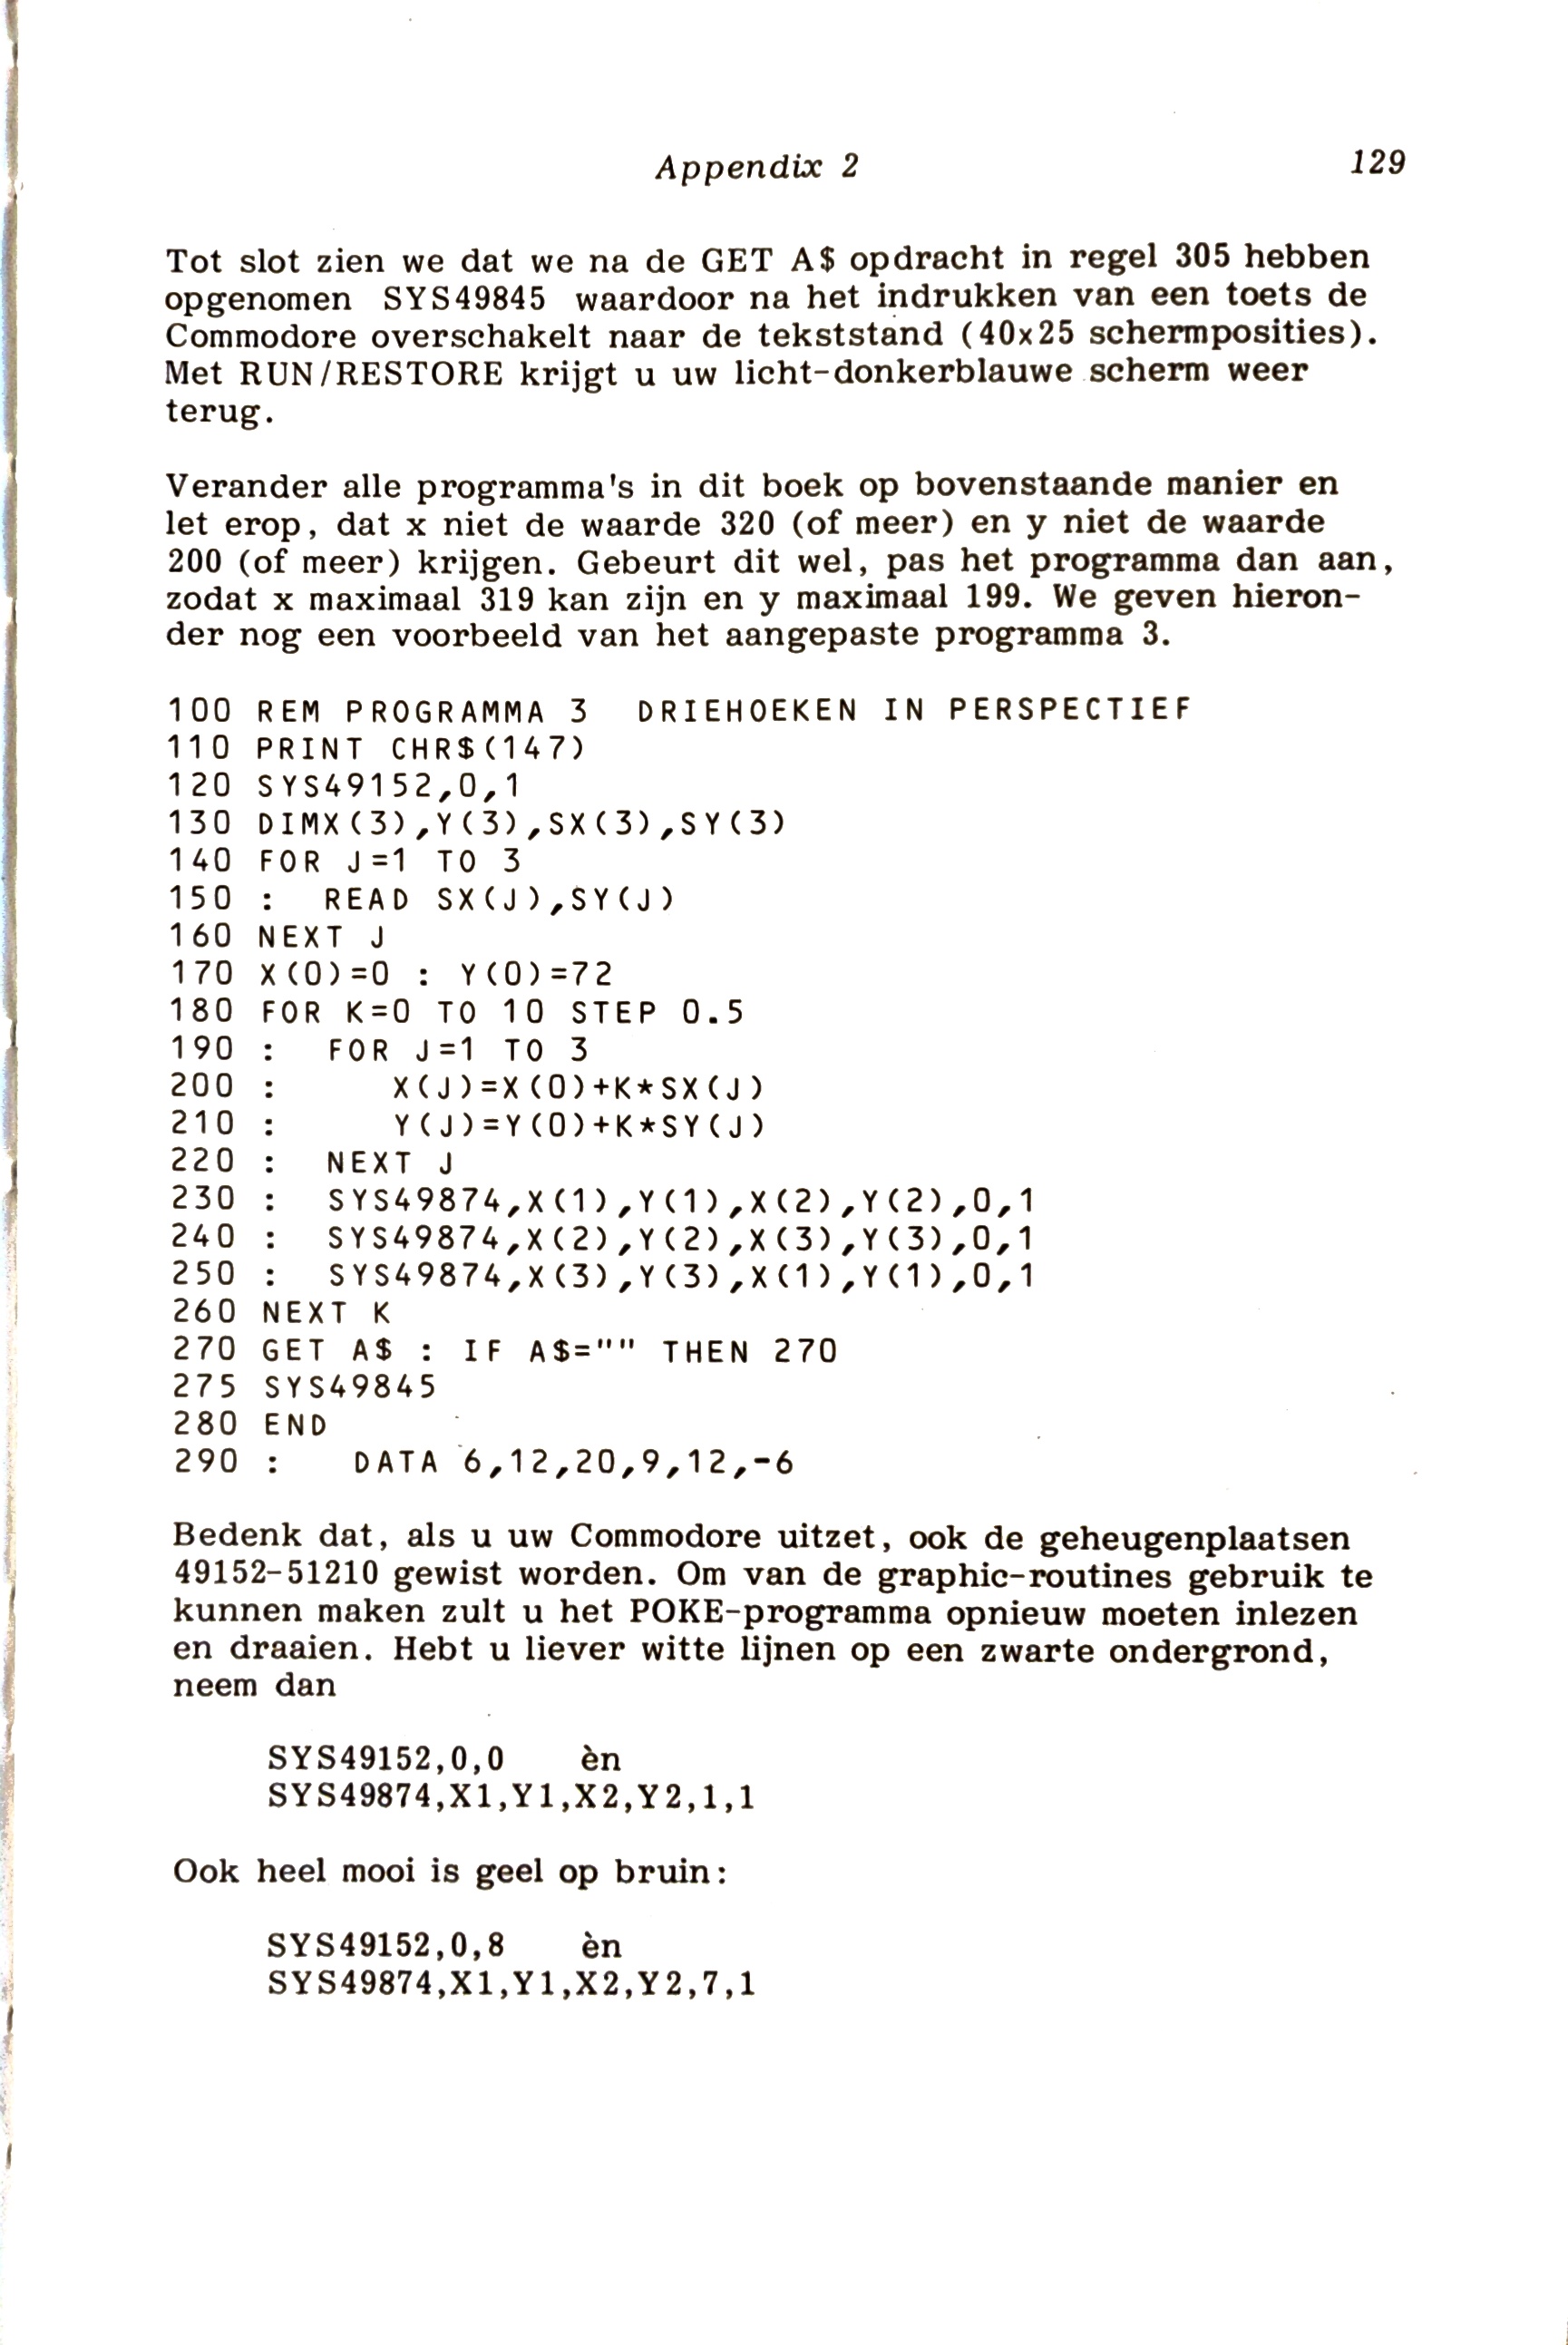 Appendix 2 129
Tot slot zien we dat we na de GET A$ opdracht in regel 305 hebben
opgenomen SYS49845 waardoor na het indrukken van een toets de
Commodore overschakelt naar de tekststand (40x25 schermposities).
Met RUN/RESTORE krijgt u uw licht-donkerblauwe scherm weer
terug.
Verander alle programma's in dit boek op bovenstaande manier en
let erop, dat x niet de waarde 320 (of meer) en y niet de waarde
200 (of meer) krijgen. Gebeurt dit wel, pas het programma dan aan,
zodat x maximaal 319 kan zijn en y maximaal 199. We geven hieron-
der nog een voorbeeld van het aangepaste programma 3.
100 REM PROGRAMMA 3  DRIEHOEKEN IN PERSPECTIEF
110 PRINT CHR$(147)
120 SYS49152,0,1
130 DIMX(3),Y(3),SX(3),SY(3)
140 FOR J=1 TO 3
150 :  READ SX(J),SY(J)
160 NEXT J
170 X(0)=0 : Y(0)=72
180 FOR K=0 TO 10 STEP 0.5
190 :  FOR J=1 TO 3
200 :     X(J)=X(0)+K*SX(J)
210 :     Y(J)=Y(0)+K*SY(J)
220 :  NEXT J
230 :  SYS49874,X(1),Y(1),X(2),Y(2),0,1
240 :  SYS49874,X(2),Y(2),X(3),Y(3),0,1
250 :  SYS49874,X(3),Y(3),X(1),Y(1),0,1
260 NEXT K
270 GET A$ : IF A$="" THEN 270
275 SYS49845
280 END
290 :   DATA 6,12,20,9,12,-6
Bedenk dat, als u uw Commodore uitzet, ook de geheugenplaatsen
49152-51210 gewist worden. Om van de graphic-routines gebruik te
kunnen maken zult u het POKE-programma opnieuw moeten inlezen
en draaien. Hebt u liever witte lijnen op een zwarte ondergrond,
neem dan
SYS49152,0,0 èn
SYS49874,X1,Y1,X2,Y2,1,1
Ook heel mooi is geel op bruin:
SYS49152,0,8 èn
SYS49874,X1,Y1,X2,Y2,7,1